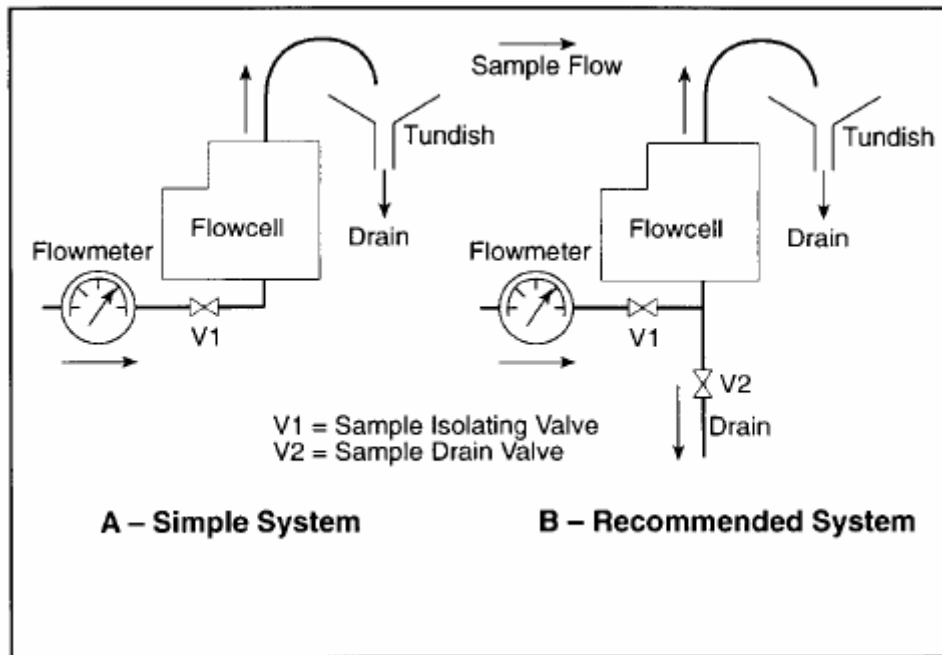 Sample Flow
Tundish
Tundish
Flowcell
Flowcell
Drain
Drain
Flowmeter
Flowmeter
V1
V1
V2
V1 = Sample Isolating Valve
V2 = Sample Drain Valve
Drain
A – Simple System
B – Recommended System